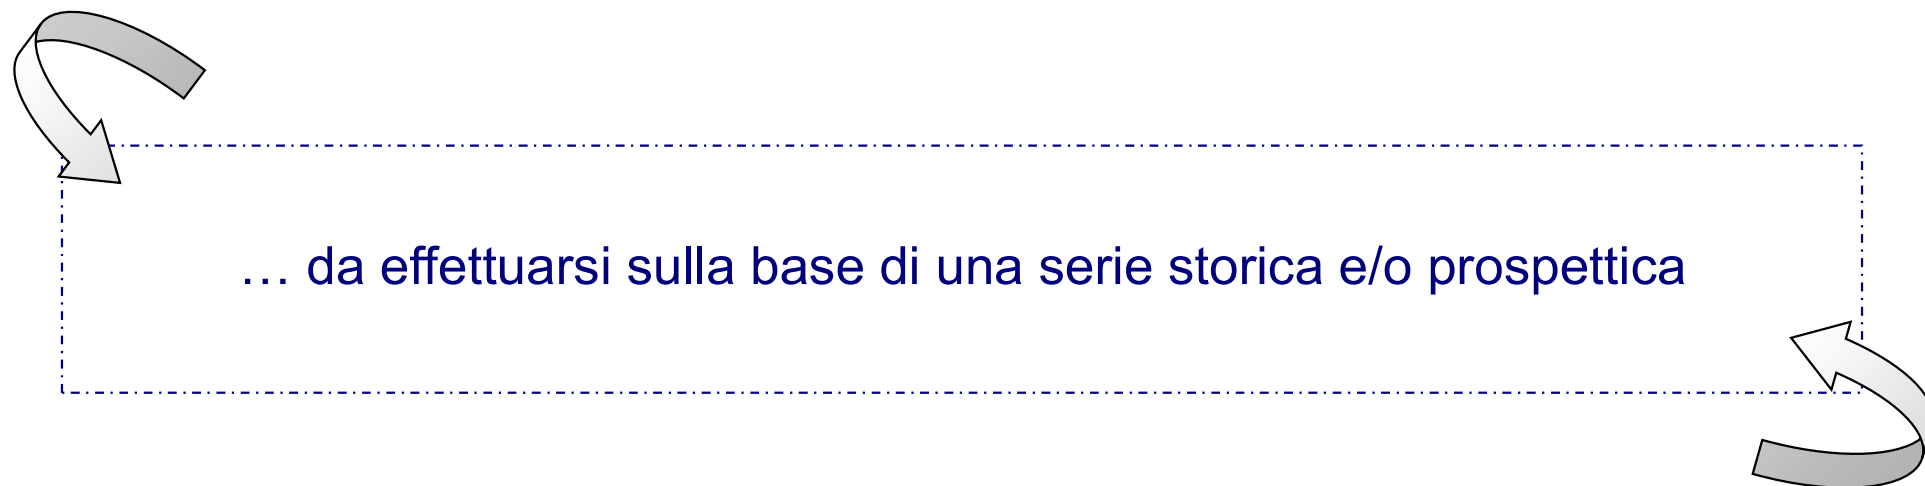 … da effettuarsi sulla base di una serie storica e/o prospettica